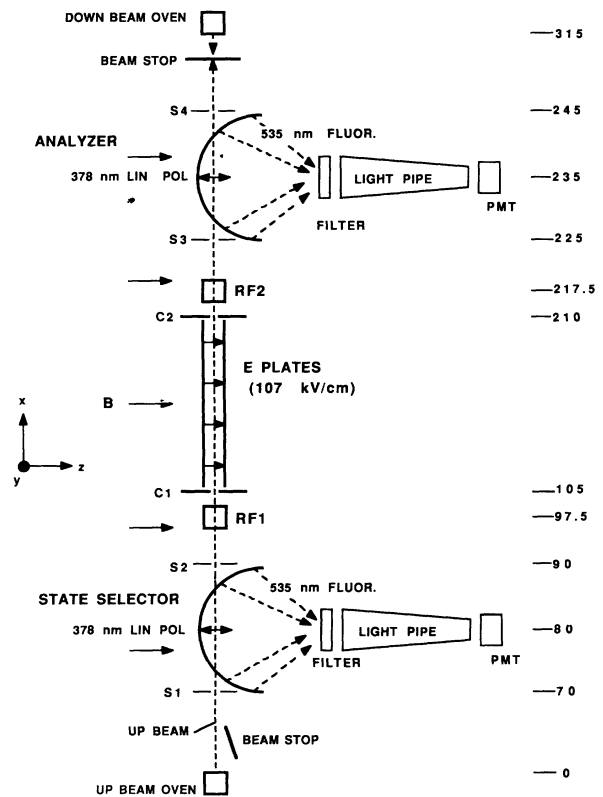 DOWN BEAM OVEN
315
BEAM STOP
S4
245
535 nm FLUOR.
ANALYZER
378 nm LIN POL
LIGHT PIPE
235
PMT
FILTER
S3
225
RF2
217.5
C2
210
E PLATES
(107 kV/cm)
B
x
z
y
C1
105
RF1
97.5
S2
90
535 nm FLUOR.
STATE SELECTOR
378 nm LIN POL
LIGHT PIPE
80
FILTER
PMT
S1
70
UP BEAM
BEAM STOP
0
UP BEAM OVEN